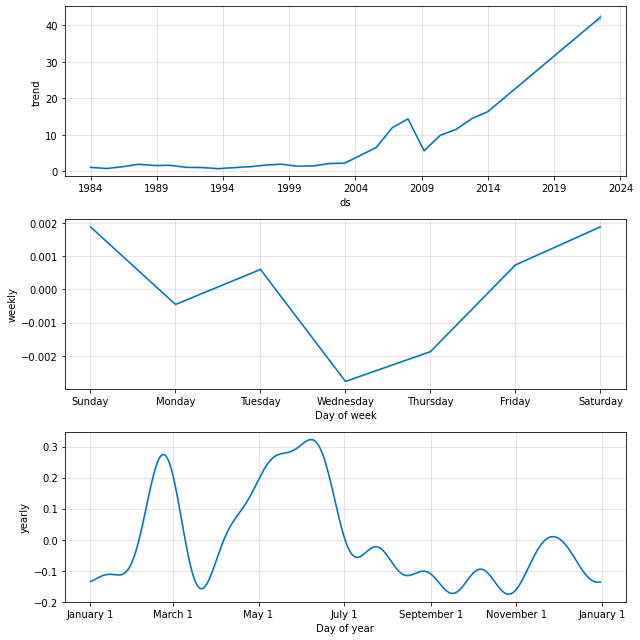 40
30
20
10
0
trend
1984 1989 1994 1999 2004 2009 2014 2019 2024
ds
0.002
0.001
0.000
−0.001
−0.002
weekly
Sunday Monday Tuesday Wednesday Thursday Friday Saturday
Day of week
0.3
0.2
0.1
0.0
−0.1
−0.2
yearly
January 1 March 1 May 1 July 1 September 1 November 1 January 1
Day of year